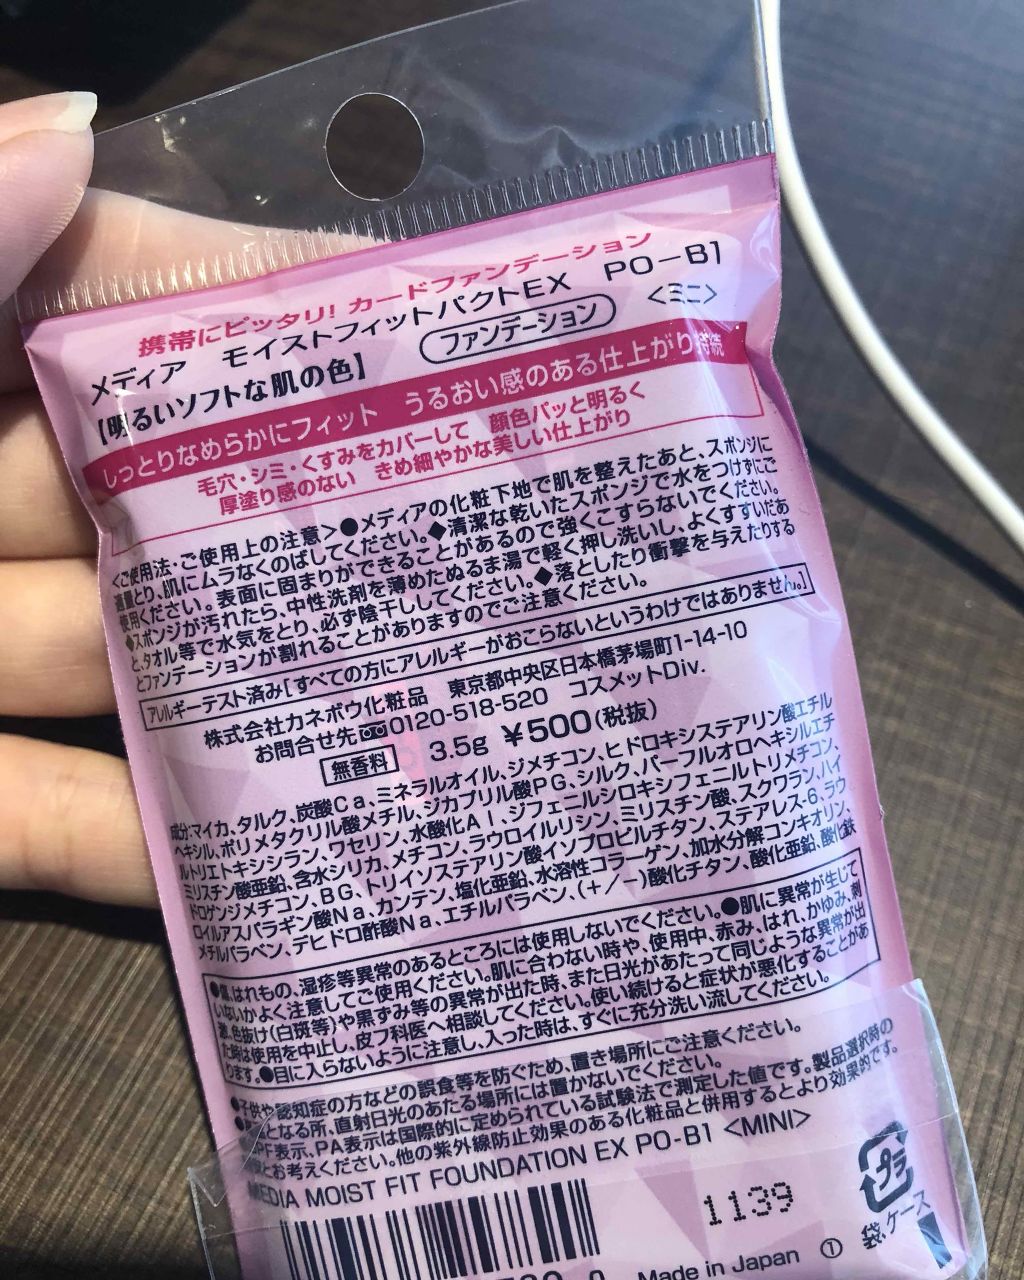 携帯にピッタリ! カードファンデーション
メディア モイストフィットパクトEX PO−B1
【明るいソフトな肌の色】 ファンデーション <ミニ>
しっとりなめらかにフィット うるおい感のある仕上がり持続
毛穴・シミ・くすみをカバーして 顔色パッと明るく
厚塗り感のない きめ細やかな美しい仕上がり
<ご使用法・ご使用上の注意>●メディアの化粧下地で肌を整えたあと、スポンジに
適量とり、肌にムラなくのばしてください。◆清潔な乾いたスポンジで水をつけずにご
使用ください。表面に固まりができることがあるので強くこすらないでください。
◆スポンジが汚れたら、中性洗剤を薄めたぬるま湯で軽く押し洗いし、よくすすいだあ
と、タオル等で水気をとり、必ず陰干ししてください。◆落としたり衝撃を与えたりする
とファンデーションが割れることがありますのでご注意ください。
アレルギーテスト済み[すべての方にアレルギーがおこらないというわけではありません。]
株式会社カネボウ化粧品 東京都中央区日本橋茅場町1-14-10
お問合せ先 0120-518-520 コスメットDiv.
無香料 3.5g ¥500(税抜)
成分:マイカ、タルク、炭酸Ca、ミネラルオイル、ジメチコン、ヒドロキシステアリン酸エチル
ヘキシル、ポリメタクリル酸メチル、ジカプリル酸PG、シルク、パーフルオロヘキシルエチ
ルトリエトキシシラン、ワセリン、水酸化Al、ジフェニルシロキシフェニルトリメチコン、
ミリスチン酸亜鉛、含水シリカ、メチコン、ラウロイルリシン、ミリスチン酸、スクワラン、ハイ
ドロゲンジメチコン、BG、トリイソステアリン酸イソプロピルチタン、ステアレス-6、ラウ
ロイルアスパラギン酸Na、カンテン、塩化亜鉛、水溶性コラーゲン、加水分解コンキオリン、
メチルパラベン、デヒドロ酢酸Na、エチルパラベン、(+/−)酸化チタン、酸化亜鉛、酸化鉄
●傷、はれもの、湿疹等異常のあるところには使用しないでください。●肌に異常が生じて
いないかよく注意してご使用ください。肌に合わない時や、使用中、赤み、はれ、かゆみ、刺
激、色抜け(白斑等)や黒ずみ等の異常が出た時、また日光があたって同じような異常が出
た時は使用を中止し、皮フ科医へ相談してください。使い続けると症状が悪化することがあ
ります。●目に入らないように注意し、入った時は、すぐに充分洗い流してください。
●子供や認知症の方などの誤食等を防ぐため、置き場所にご注意ください。
となる所、直射日光のあたる場所には置かないでください。
SPF表示、PA表示は国際的に定められている試験法で測定した値です。製品選択時の
とお考えください。他の紫外線防止効果のある化粧品と併用するとより効果的です。
MEDIA MOIST FIT FOUNDATION EX PO-B1 <MINI>
1139
プラ
袋、ケース
Made in Japan ①